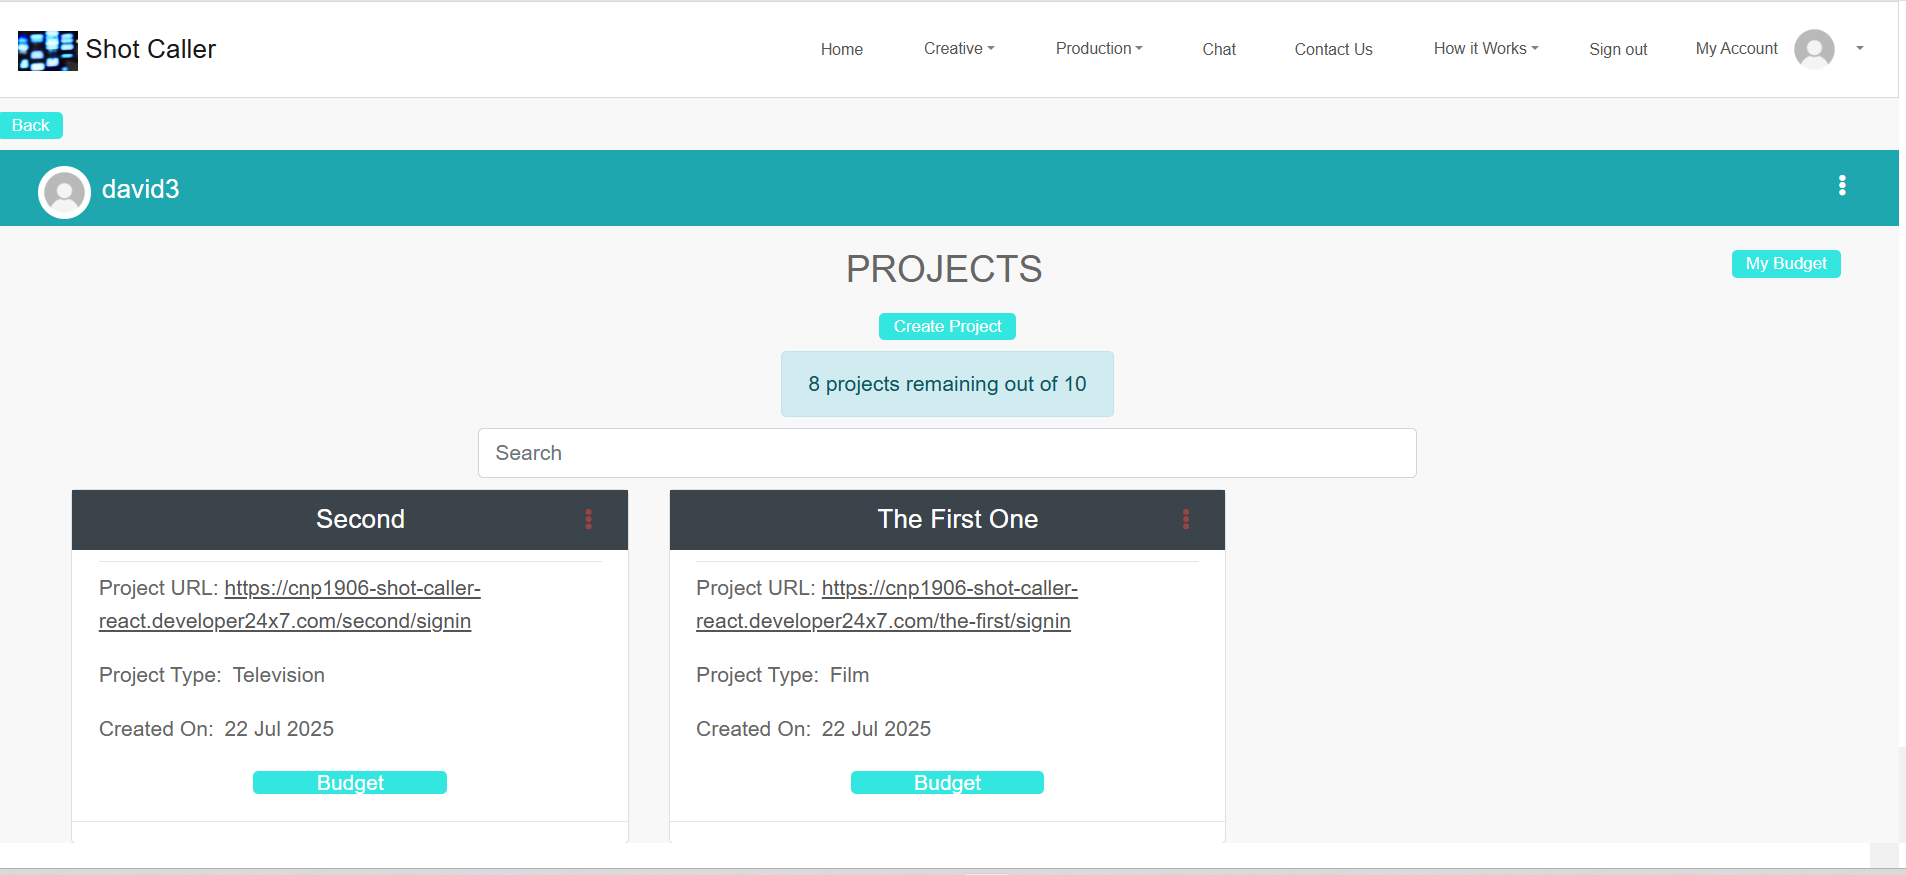 Shot Caller
Home
Creative
Production
Chat
Contact Us
How it Works
Sign out
My Account
Back
david3
PROJECTS
My Budget
Create Project
8 projects remaining out of 10
Search
Second
Project URL: https://cnp1906-shot-caller-
react.developer24x7.com/second/signin
Project Type: Television
Created On: 22 Jul 2025
Budget
The First One
Project URL: https://cnp1906-shot-caller-
react.developer24x7.com/the-first/signin
Project Type: Film
Created On: 22 Jul 2025
Budget